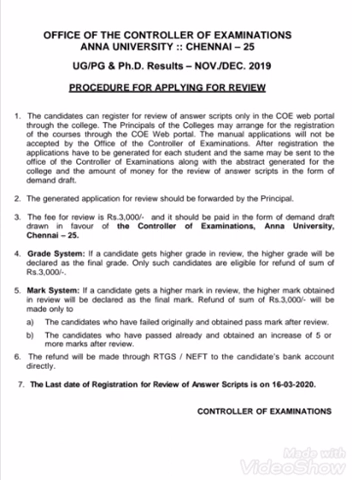 OFFICE OF THE CONTROLLER OF EXAMINATIONS
ANNA UNIVERSITY :: CHENNAI – 25
UG/PG & Ph.D. Results – NOV./DEC. 2019
PROCEDURE FOR APPLYING FOR REVIEW
1. The candidates can register for review of answer scripts only in the COE web portal
through the college. The Principals of the Colleges may arrange for the registration
of the courses through the COE Web portal. The manual applications will not be
accepted by the Office of the Controller of Examinations. After registration the
applications have to be generated for each student and the same may be sent to the
office of the Controller of Examinations along with the abstract generated for the
college and the amount of money for the review of answer scripts in the form of
demand draft.
2. The generated application for review should be forwarded by the Principal.
3. The fee for review is Rs.3,000/- and it should be paid in the form of demand draft
drawn in favour of the Controller of Examinations, Anna University,
Chennai – 25.
4. Grade System: If a candidate gets higher grade in review, the higher grade will be
declared as the final grade. Only such candidates are eligible for refund of sum of
Rs.3,000/-.
5. Mark System: If a candidate gets a higher mark in review, the higher mark obtained
in review will be declared as the final mark. Refund of sum of Rs.3,000/- will be
made only to
a) The candidates who have failed originally and obtained pass mark after review.
b) The candidates who have passed already and obtained an increase of 5 or
more marks after review.
6. The refund will be made through RTGS / NEFT to the candidate's bank account
directly.
7. The Last date of Registration for Review of Answer Scripts is on 16-03-2020.
CONTROLLER OF EXAMINATIONS
Made with
VideoShow